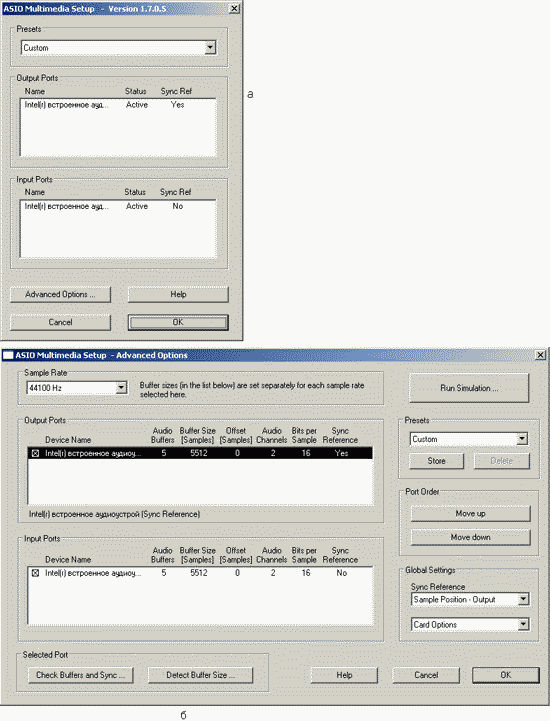 ASIO Multimedia Setup - Version 1.7.0.5
Presets
Custom
Output Ports
Name Status Sync Ref
Intel(r) встроенное ауд... Active Yes
а
Input Ports
Name Status Sync Ref
Intel(r) встроенное ауд... Active No
Advanced Options ... Help
Cancel OK
ASIO Multimedia Setup - Advanced Options
Sample Rate
44100 Hz
Buffer sizes (in the list below) are set separately for each sample rate
selected here.
Run Simulation ...
Output Ports
Audio Buffer Size Offset Audio Bits per Sync
Device Name Buffers [Samples] [Samples] Channels Sample Reference
Intel(r) встроенное аудиоу... 5 5512 0 2 16 Yes
Intel(r) встроенное аудиоустрой (Sync Reference)
Presets
Custom
Store Delete
Port Order
Move up
Move down
Input Ports
Audio Buffer Size Offset Audio Bits per Sync
Device Name Buffers [Samples] [Samples] Channels Sample Reference
Intel(r) встроенное аудиоу... 5 5512 0 2 16 No
Global Settings
Sync Reference
Sample Position - Output
Card Options
Selected Port
Check Buffers and Sync ... Detect Buffer Size ...
Help Cancel OK
б